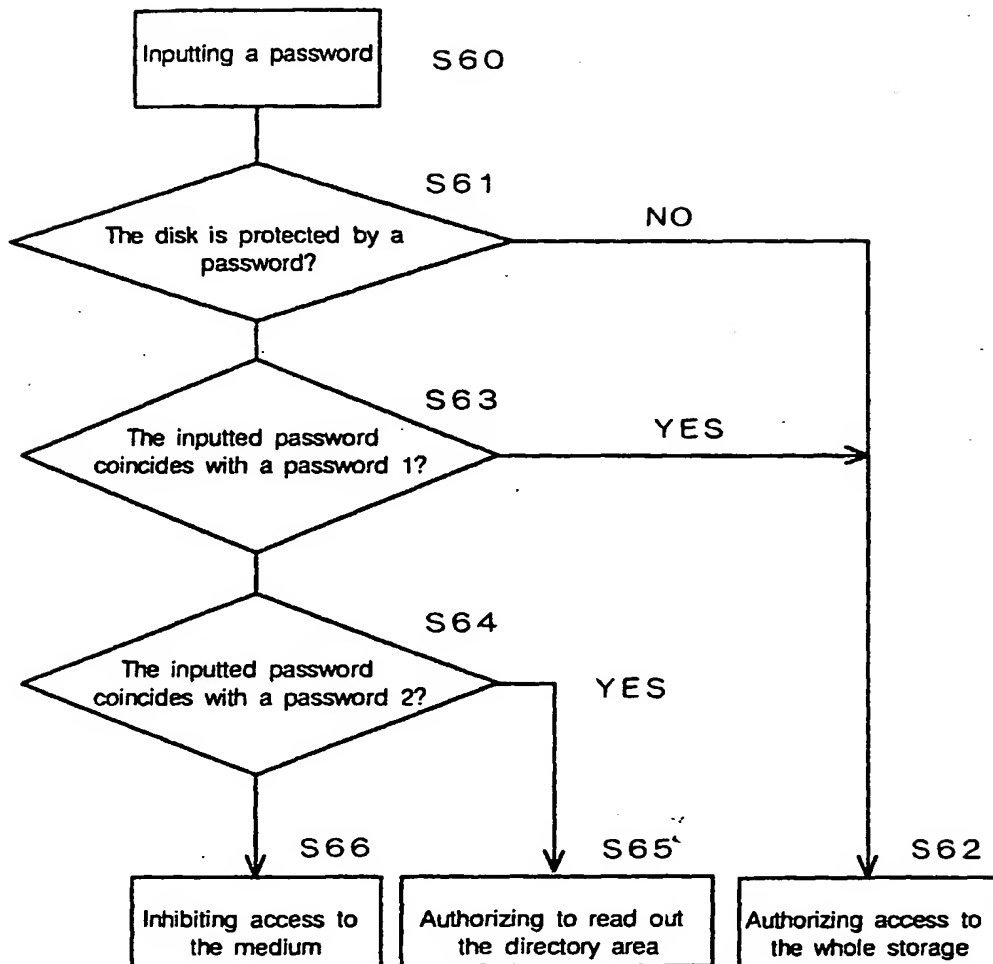 Inputting a password
S60
S61
The disk is protected by a
password?
NO
S63
The inputted password
coincides with a password 1?
YES
S64
The inputted password
coincides with a password 2?
YES
S66
S65
S62
Inhibiting access to
the medium
Authorizing to read out
the directory area
Authorizing access to
the whole storage